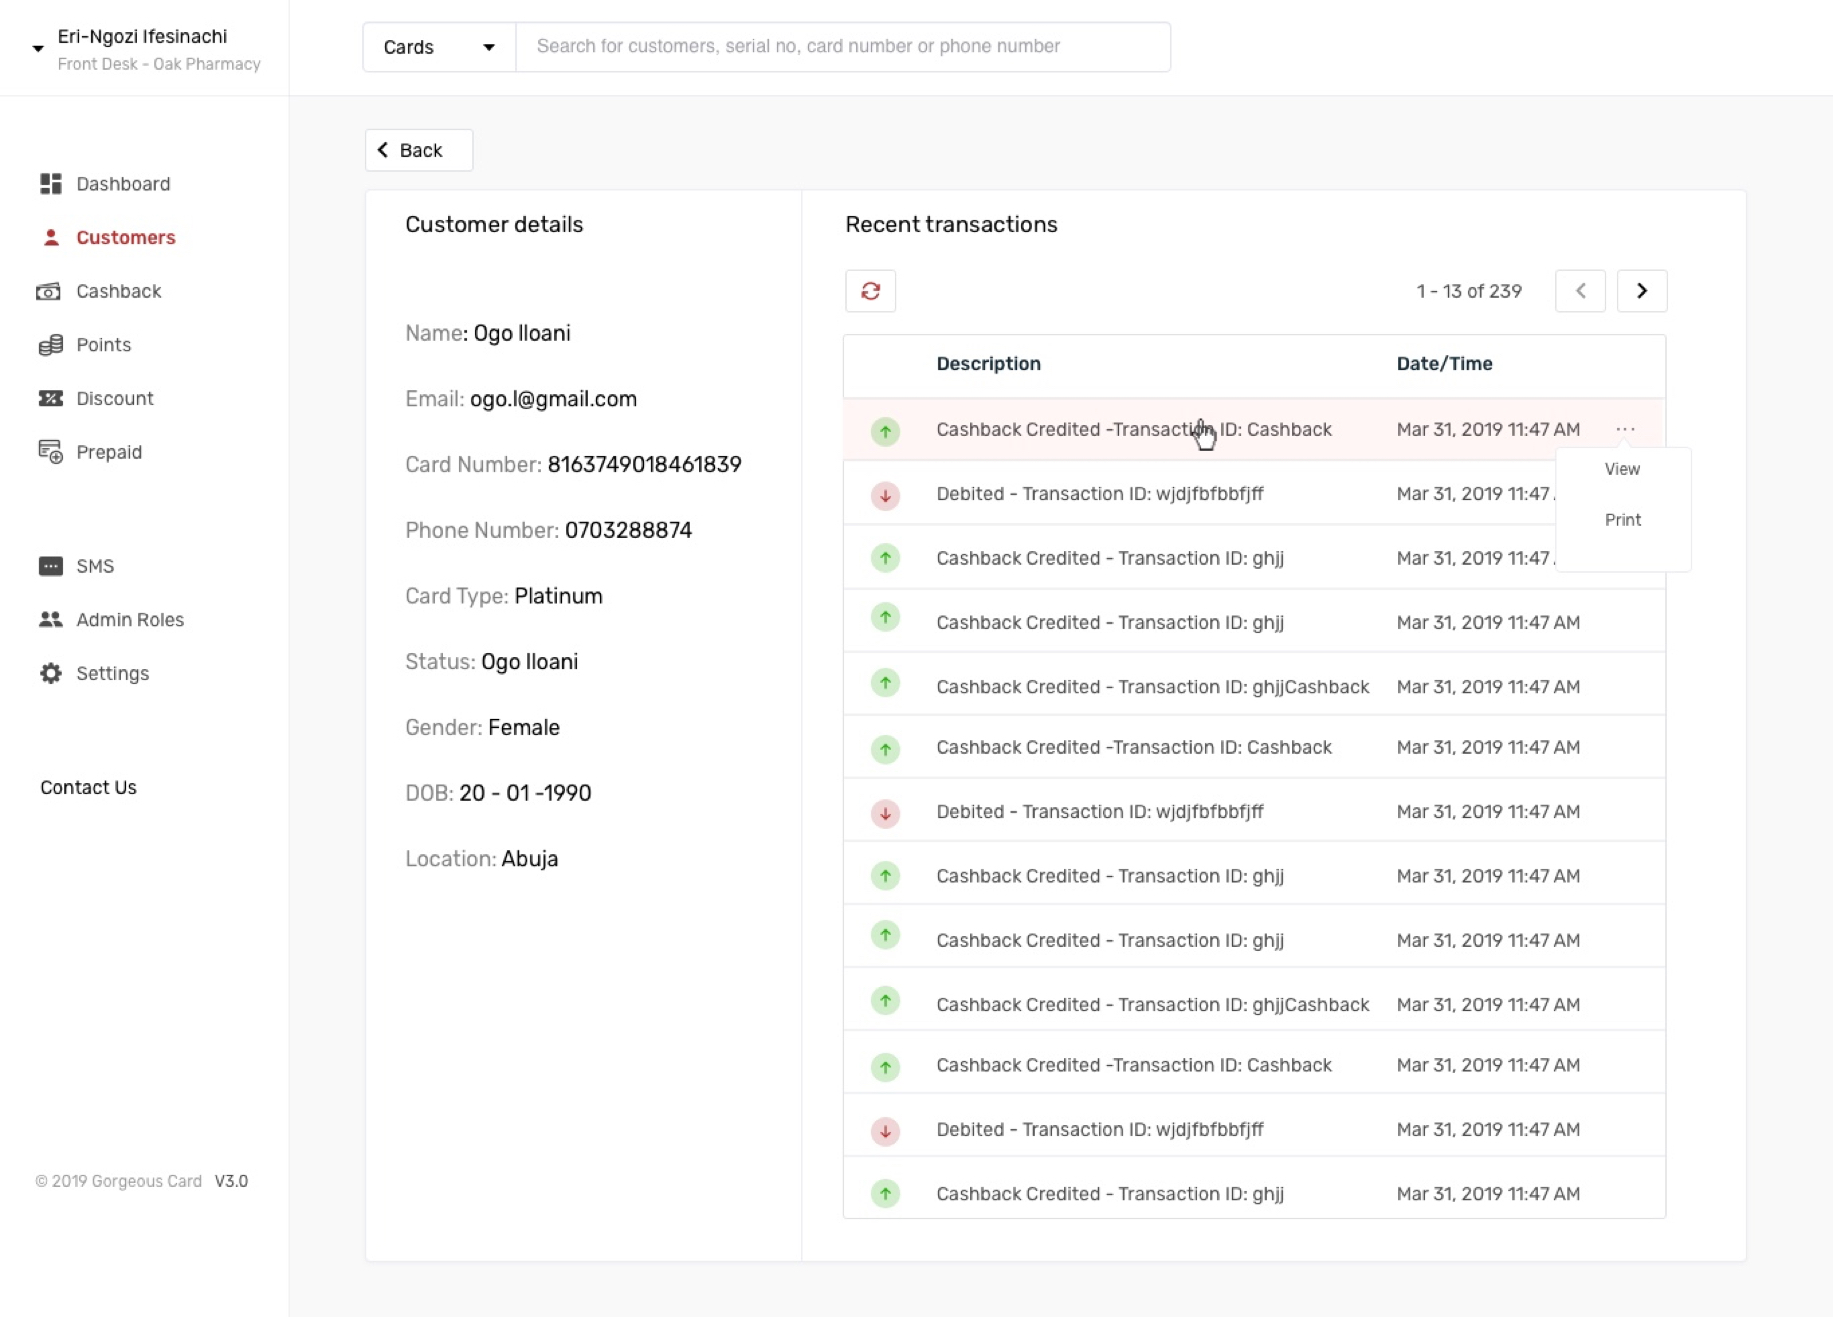 Eri-Ngozi Ifesinachi
Front Desk - Oak Pharmacy
Cards
Search for customers, serial no, card number or phone number
Dashboard
Customers
Cashback
Points
Discount
Prepaid
SMS
Admin Roles
Settings
Contact Us
© 2019 Gorgeous Card V3.0
Back
Customer details
Name: Ogo Iloani
Email: ogo.l@gmail.com
Card Number: 8163749018461839
Phone Number: 0703288874
Card Type: Platinum
Status: Ogo Iloani
Gender: Female
DOB: 20 - 01 -1990
Location: Abuja
Recent transactions
1 - 13 of 239
Description Date/Time
Cashback Credited -Transaction ID: Cashback Mar 31, 2019 11:47 AM ...
View
Print
Debited - Transaction ID: wjdjfbfbbfjff Mar 31, 2019 11:47
Cashback Credited - Transaction ID: ghjj Mar 31, 2019 11:47
Cashback Credited - Transaction ID: ghjj Mar 31, 2019 11:47 AM
Cashback Credited - Transaction ID: ghjjCashback Mar 31, 2019 11:47 AM
Cashback Credited -Transaction ID: Cashback Mar 31, 2019 11:47 AM
Debited - Transaction ID: wjdjfbfbbfjff Mar 31, 2019 11:47 AM
Cashback Credited - Transaction ID: ghjj Mar 31, 2019 11:47 AM
Cashback Credited - Transaction ID: ghjj Mar 31, 2019 11:47 AM
Cashback Credited - Transaction ID: ghjjCashback Mar 31, 2019 11:47 AM
Cashback Credited -Transaction ID: Cashback Mar 31, 2019 11:47 AM
Debited - Transaction ID: wjdjfbfbbfjff Mar 31, 2019 11:47 AM
Cashback Credited - Transaction ID: ghjj Mar 31, 2019 11:47 AM